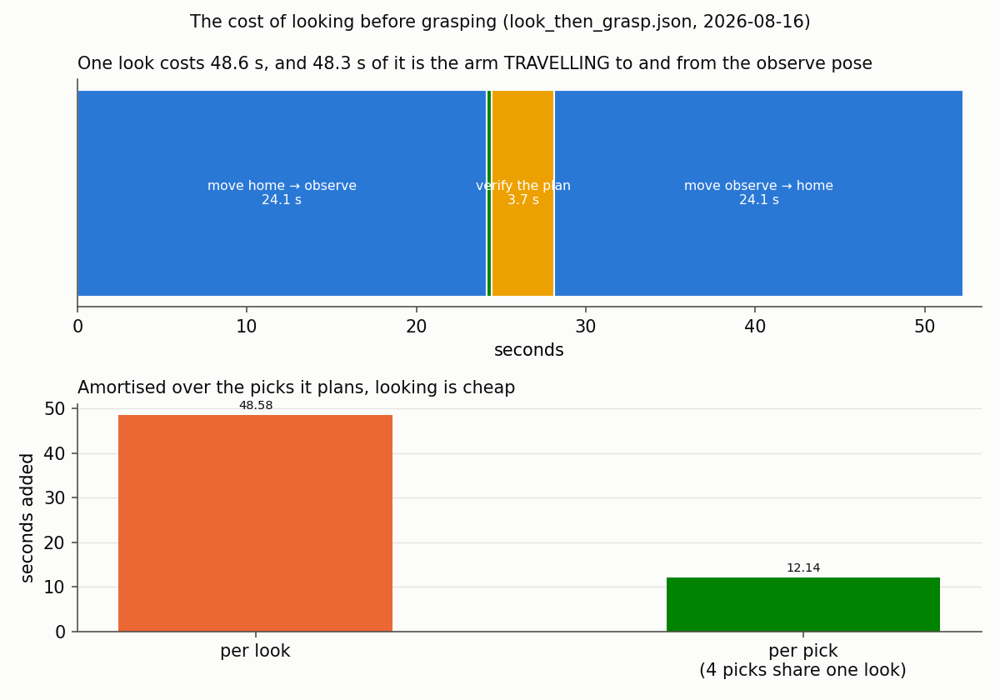 The cost of looking before grasping (look_then_grasp.json, 2026-08-16)
One look costs 48.6 s, and 48.3 s of it is the arm TRAVELLING to and from the observe pose
move home → observe
24.1 s
verify the plan
3.7 s
move observe → home
24.1 s
0 10 20 30 40 50
seconds
Amortised over the picks it plans, looking is cheap
seconds added
50
40
30
20
10
0
48.58
12.14
per look
per pick
(4 picks share one look)